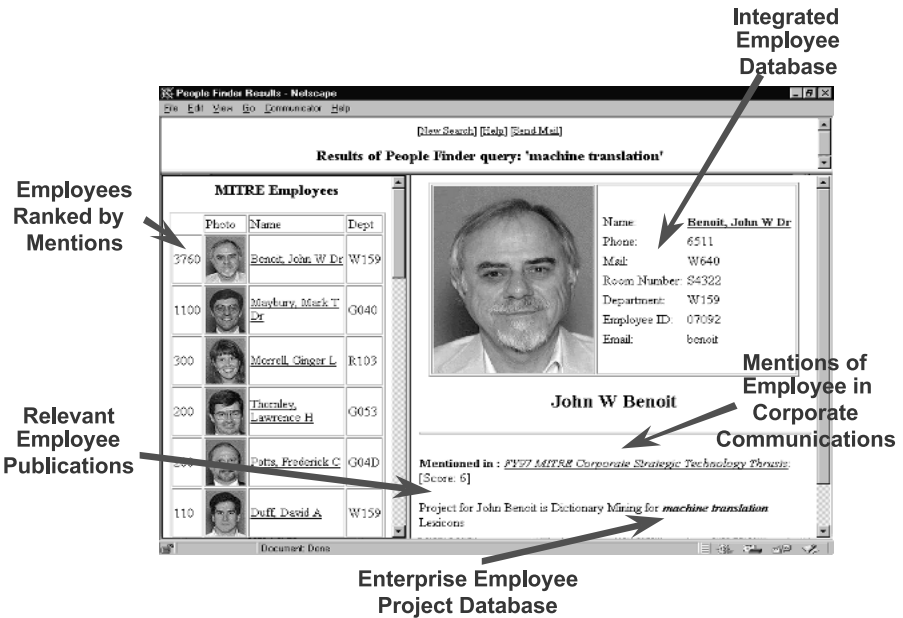 Integrated
Employee
Database
People Finder Results - Netscape
File Edit View Go Communicator Help
[New Search] [Help] [Send Mail]
Results of People Finder query: 'machine translation'
Employees
Ranked by
Mentions
MITRE Employees
Photo Name Dept
3760 Benoit, John W Dr W159
1100 Maybury, Mark T Dr G040
300 Morrell, Ginger L R103
200 Thornley, Lawrence H G053
Potts, Frederick C G04D
110 Duff, David A W159
Name: Benoit, John W Dr
Phone: 6511
Mail: W640
Room Number: S4322
Department: W159
Employee ID: 07092
Email: benoit
John W Benoit
Mentions of
Employee in
Corporate
Communications
Relevant
Employee
Publications
Mentioned in : FY97 MITRE Corporate Strategic Technology Thrusts:
[Score: 6]
Project for John Benoit is Dictionary Mining for machine translation
Lexicons
Document: Done
Enterprise Employee
Project Database